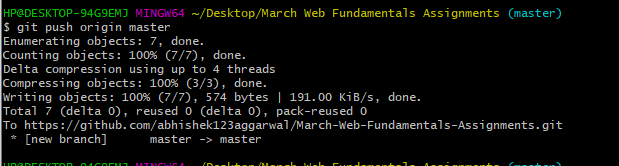 HP@DESKTOP-94G9EMJ MINGW64 ~/Desktop/March Web Fundamentals Assignments (master)
$ git push origin master
Enumerating objects: 7, done.
Counting objects: 100% (7/7), done.
Delta compression using up to 4 threads
Compressing objects: 100% (3/3), done.
Writing objects: 100% (7/7), 574 bytes | 191.00 KiB/s, done.
Total 7 (delta 0), reused 0 (delta 0), pack-reused 0
To https://github.com/abhishek123aggarwal/March-Web-Fundamentals-Assignments.git
 * [new branch]      master -> master
HP@DESKTOP-94G9EMJ MINGW64 ~/Desktop/March Web Fundamentals Assignments (master)